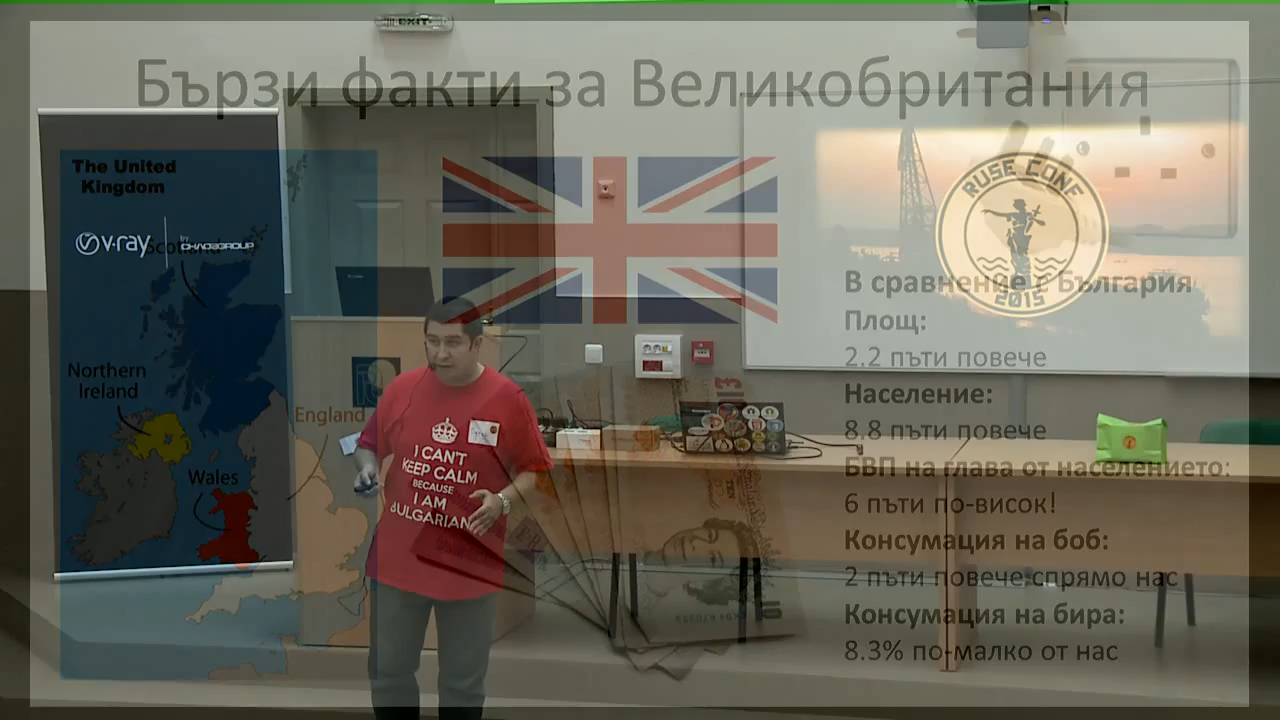 EXIT
Бързи факти за Великобритания
The United
Kingdom
v·ray
by
CHAOSGROUP
Scotland
RUSE CONF
2015
В сравнение с България
Площ:
2.2 пъти повече
Население:
8.8 пъти повече
БВП на глава от населението:
6 пъти по-висок!
Консумация на боб:
2 пъти повече спрямо нас
Консумация на бира:
8.3% по-малко от нас
Northern
Ireland
England
Wales
I CAN'T
KEEP CALM
BECAUSE
I AM
BULGARIAN